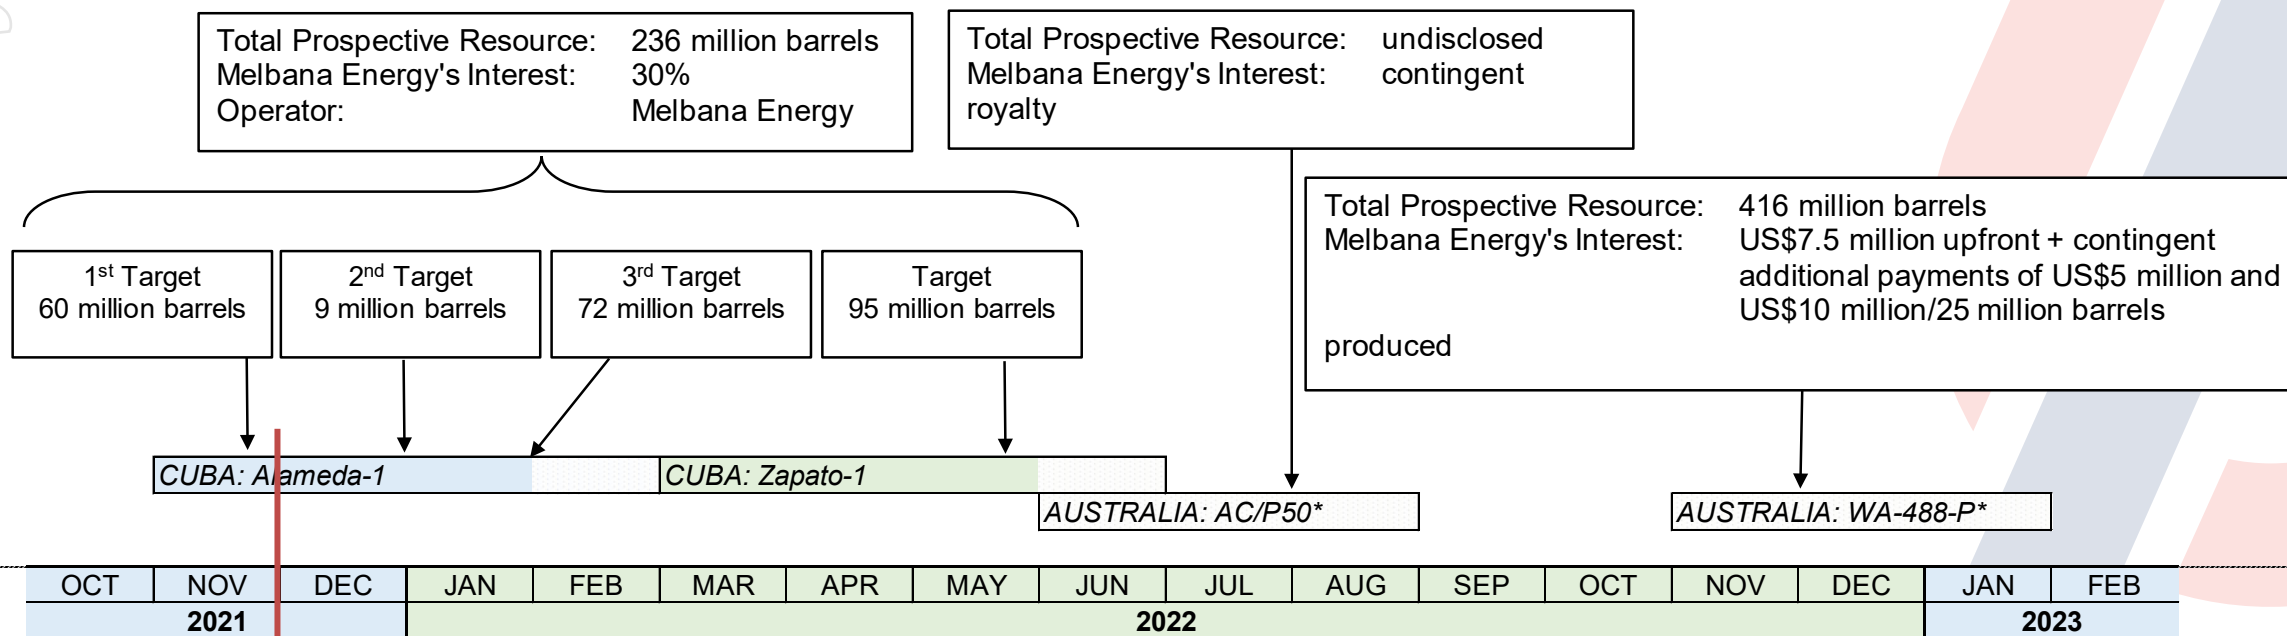 Total Prospective Resource: 236 million barrels
Melbana Energy's Interest: 30%
Operator: Melbana Energy
Total Prospective Resource: undisclosed
Melbana Energy's Interest: contingent
royalty
Total Prospective Resource: 416 million barrels
Melbana Energy's Interest: US$7.5 million upfront + contingent
additional payments of US$5 million and
US$10 million/25 million barrels
produced
1st Target
60 million barrels
2nd Target
9 million barrels
3rd Target
72 million barrels
Target
95 million barrels
CUBA: Alameda-1
CUBA: Zapato-1
AUSTRALIA: AC/P50*
AUSTRALIA: WA-488-P*
OCT NOV DEC JAN FEB MAR APR MAY JUN JUL AUG SEP OCT NOV DEC JAN FEB
2021 2022 2023